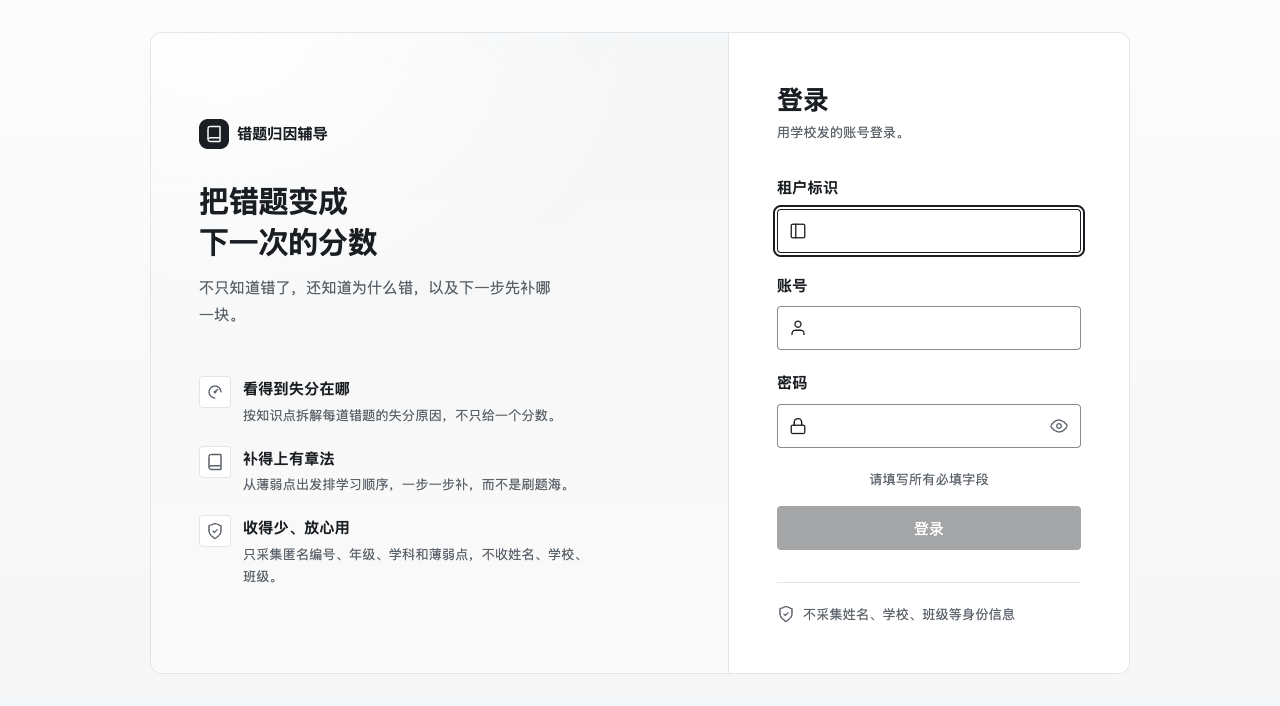 错题归因辅导
把错题变成
下一次的分数
不只知道错了，还知道为什么错，以及下一步先补哪
一块。
看得到失分在哪
按知识点拆解每道错题的失分原因，不只给一个分数。
补得上有章法
从薄弱点出发排学习顺序，一步一步补，而不是刷题海。
收得少、放心用
只采集匿名编号、年级、学科和薄弱点，不收姓名、学校、
班级。
登录
用学校发的账号登录。
租户标识
账号
密码
请填写所有必填字段
登录
不采集姓名、学校、班级等身份信息